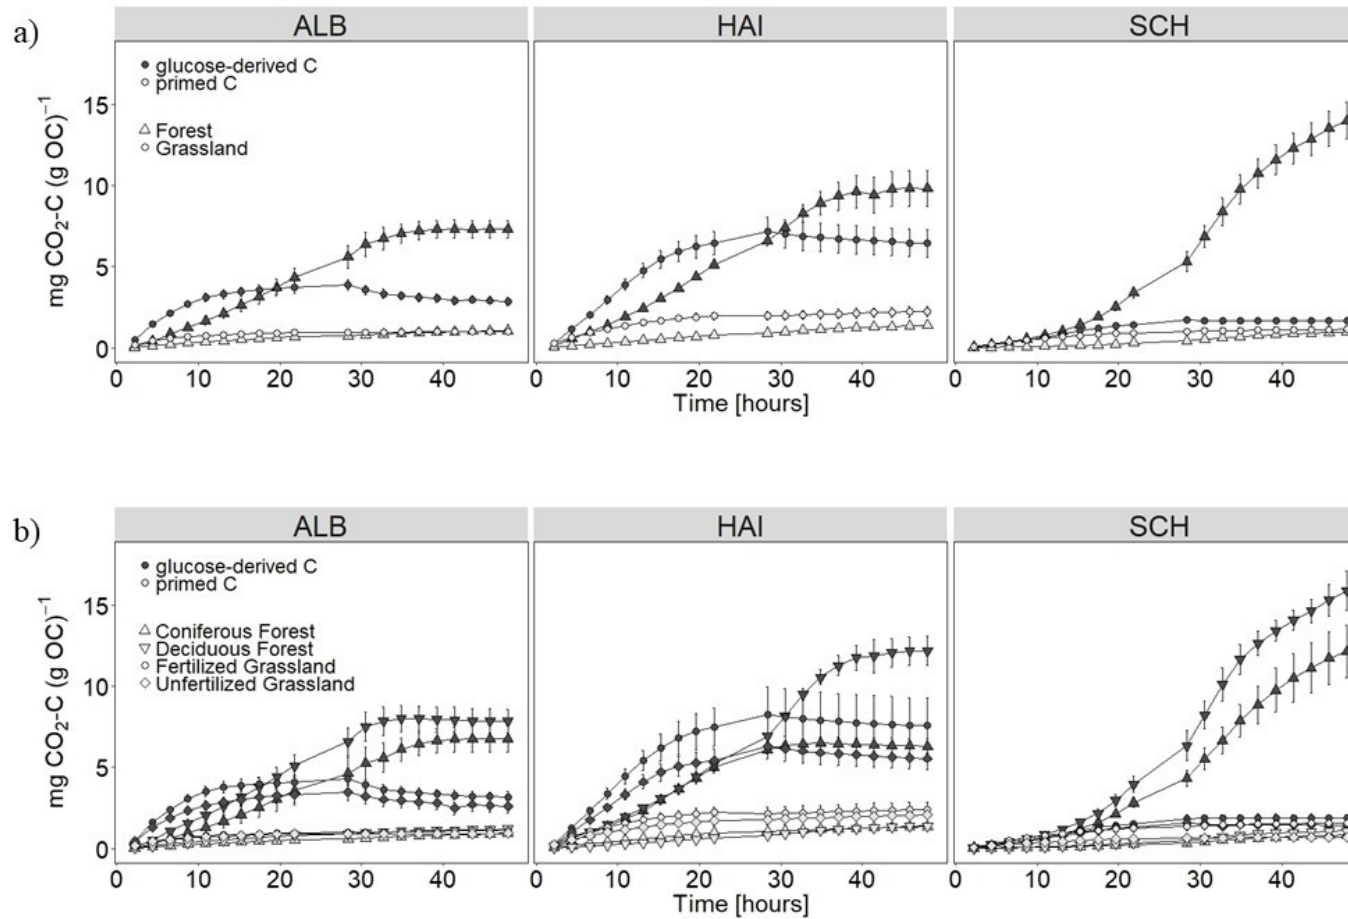 a)
ALB HAI SCH
glucose-derived C
primed C
Forest
Grassland
mg CO₂-C (g OC)⁻¹
15
10
5
0
0 10 20 30 40 0 10 20 30 40 0 10 20 30 40
Time [hours]
b)
ALB HAI SCH
glucose-derived C
primed C
Coniferous Forest
Deciduous Forest
Fertilized Grassland
Unfertilized Grassland
mg CO₂-C (g OC)⁻¹
15
10
5
0
0 10 20 30 40 0 10 20 30 40 0 10 20 30 40
Time [hours]